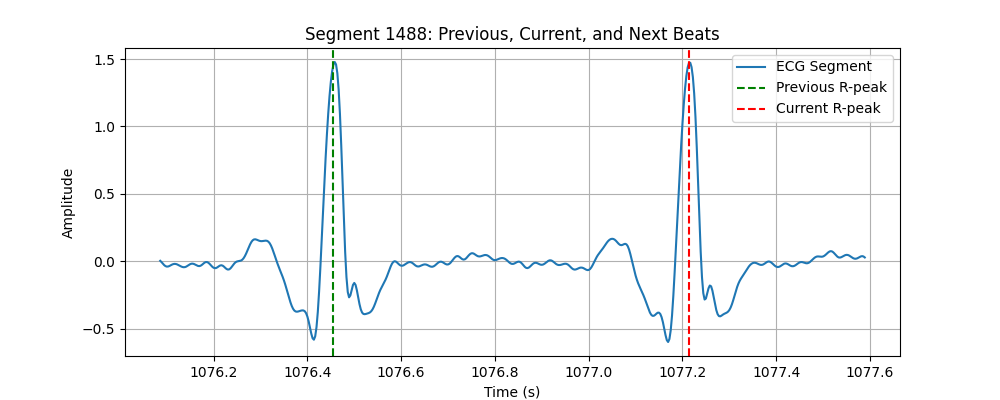 Segment 1488: Previous, Current, and Next Beats
ECG Segment
Previous R-peak
Current R-peak
Amplitude
1.5
1.0
0.5
0.0
−0.5
1076.2 1076.4 1076.6 1076.8 1077.0 1077.2 1077.4 1077.6
Time (s)